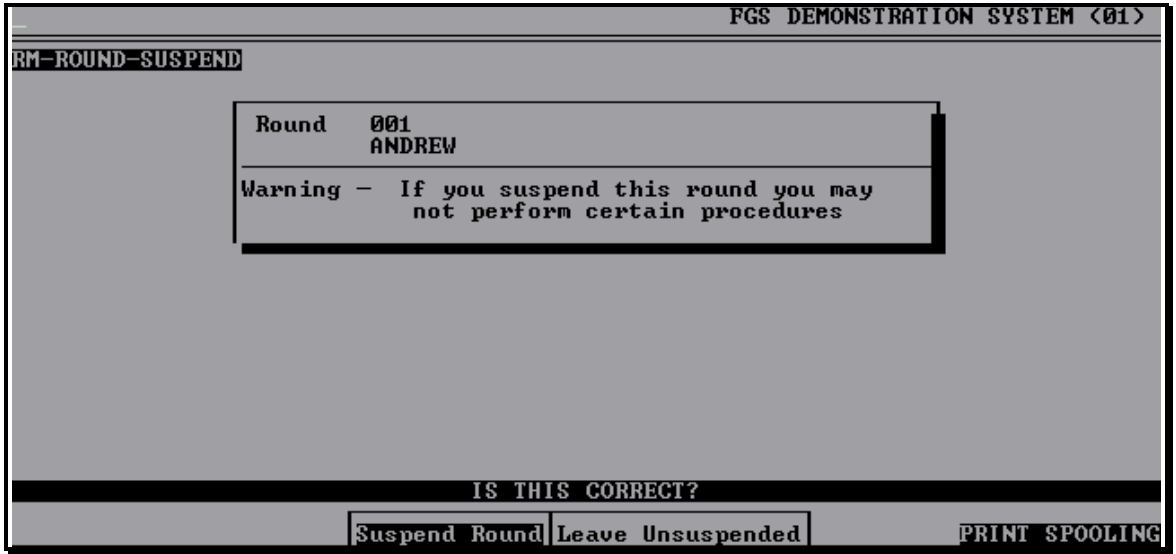 FGS DEMONSTRATION SYSTEM (01)
RM-ROUND-SUSPEND
Round 001
ANDREW
Warning - If you suspend this round you may
not perform certain procedures
IS THIS CORRECT?
Suspend Round Leave Unsuspended PRINT SPOOLING